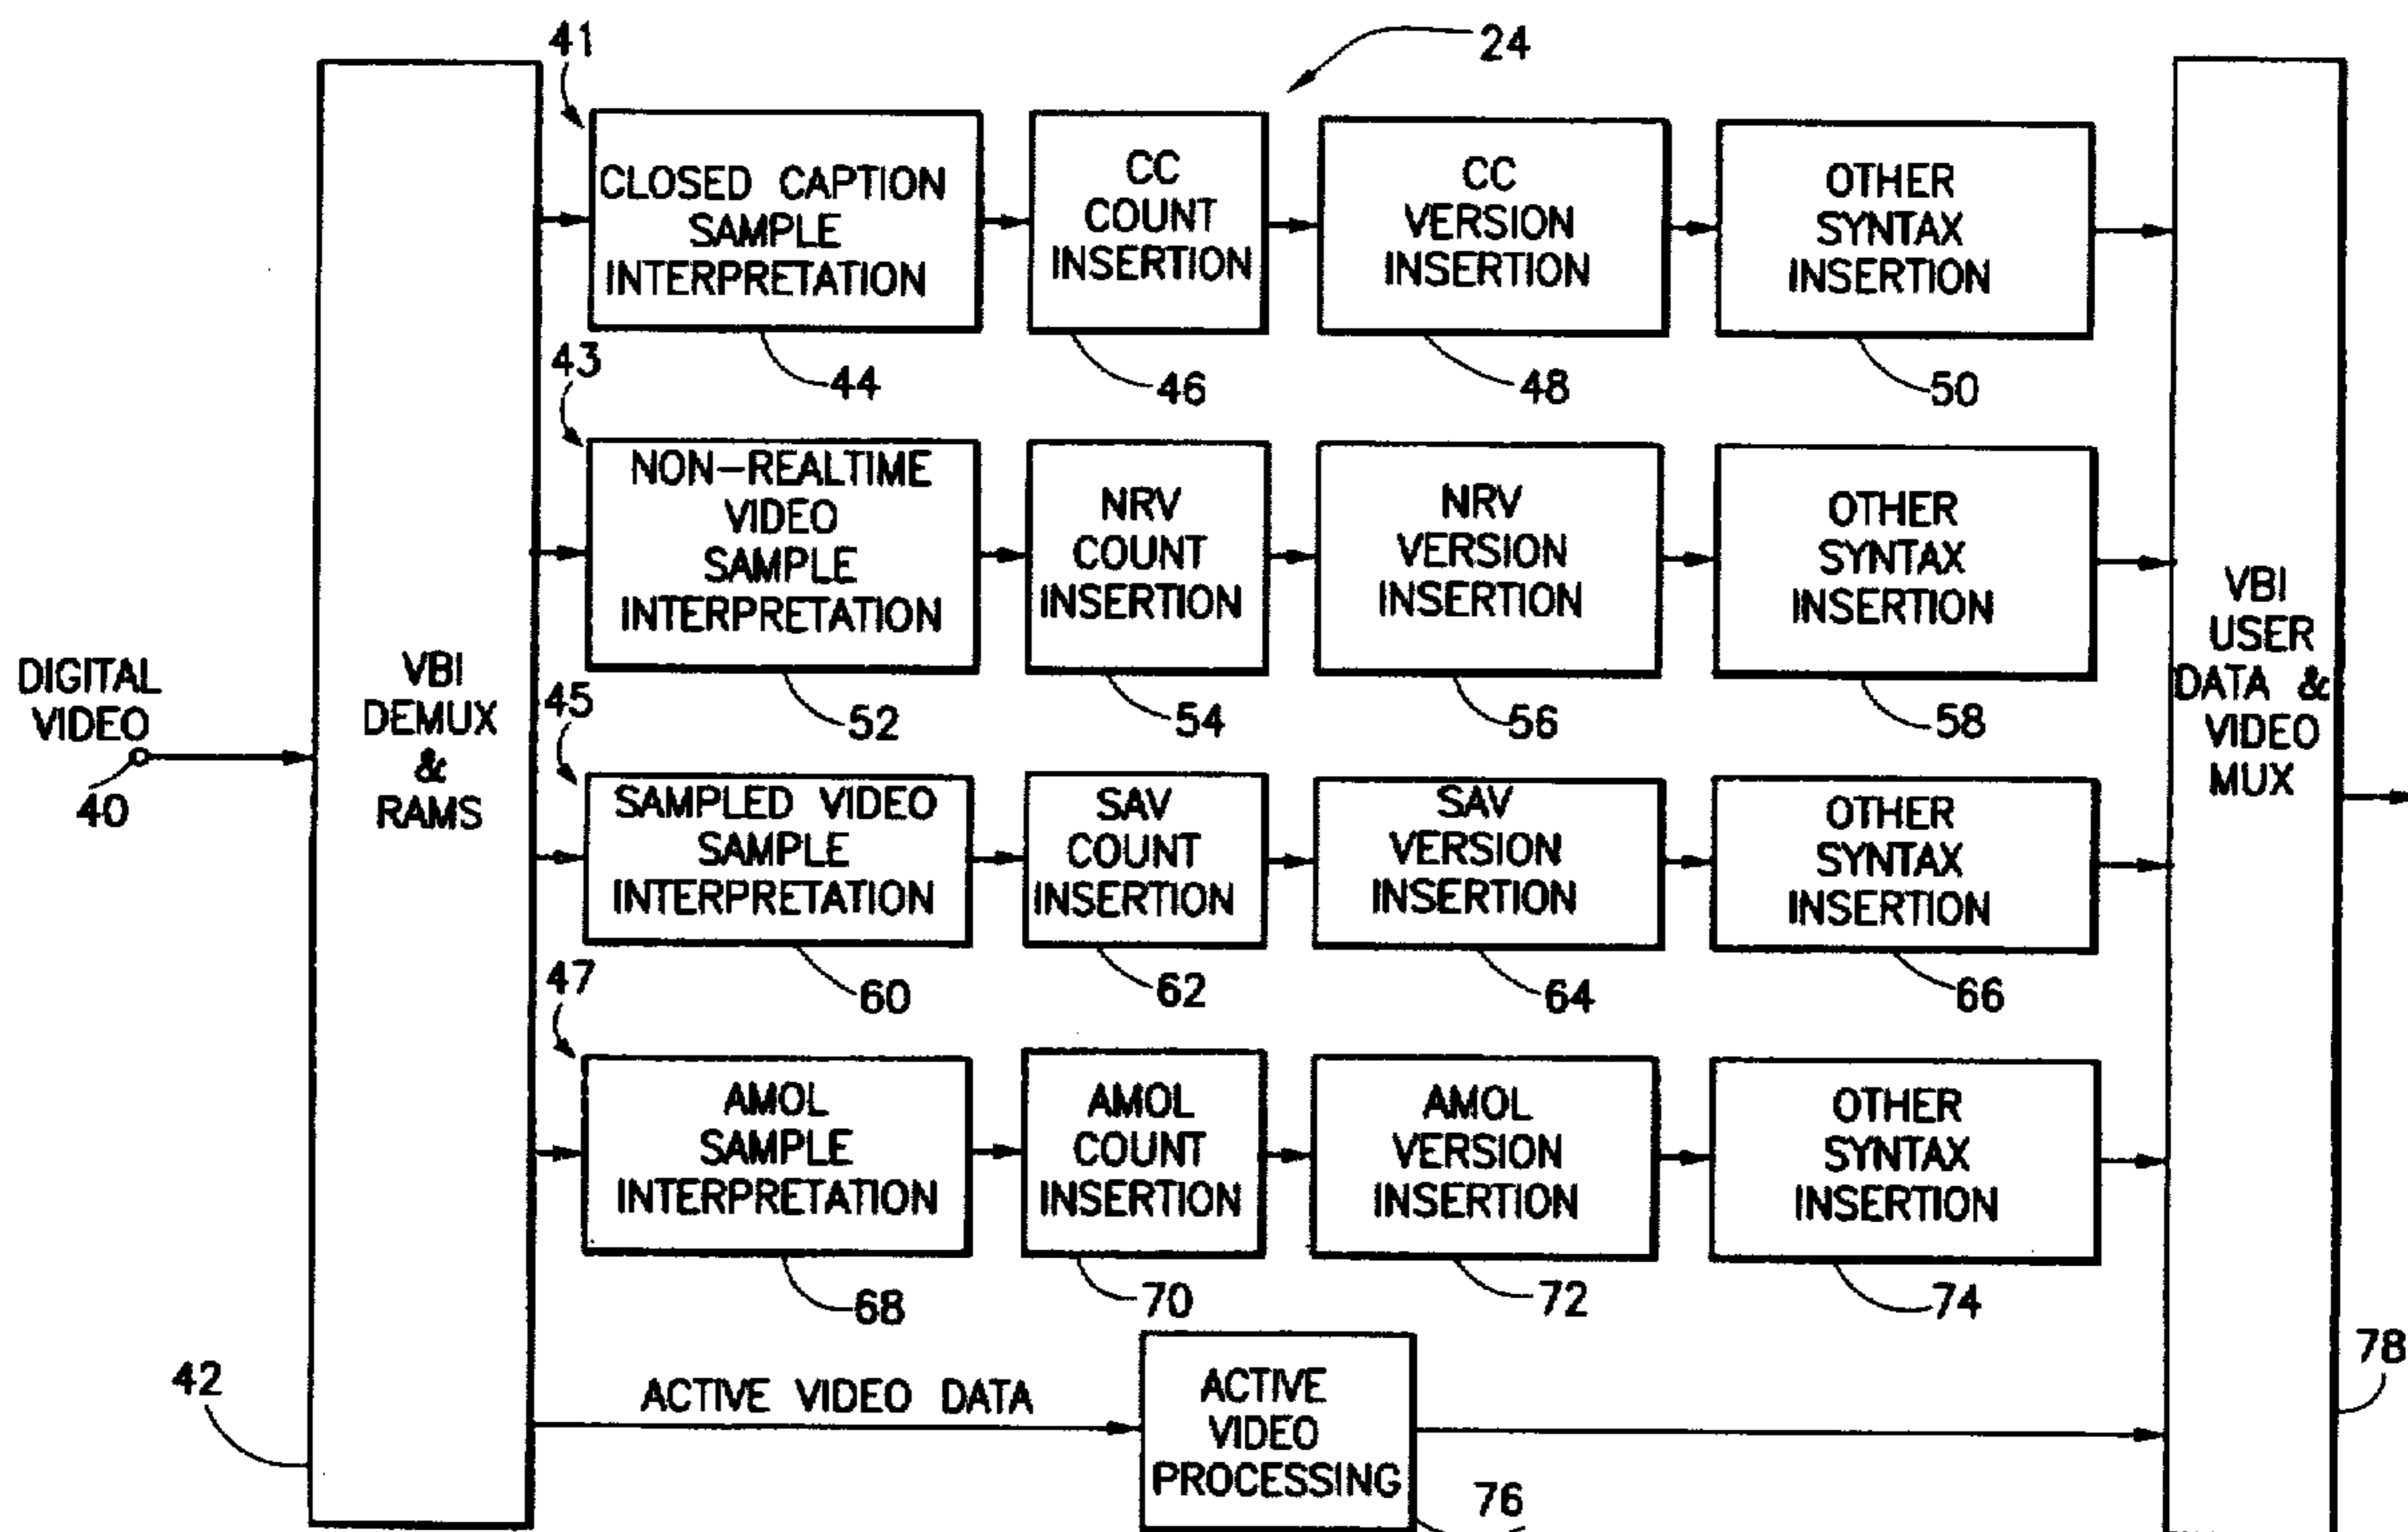 41
24
CLOSED CAPTION
SAMPLE
INTERPRETATION
CC
COUNT
INSERTION
CC
VERSION
INSERTION
OTHER
SYNTAX
INSERTION
44
46
48
50
43
NON-REALTIME
VIDEO
SAMPLE
INTERPRETATION
NRV
COUNT
INSERTION
NRV
VERSION
INSERTION
OTHER
SYNTAX
INSERTION
52
54
56
58
DIGITAL
VIDEO
40
VBI
DEMUX
&
RAMS
VBI
USER
DATA &
VIDEO
MUX
45
SAMPLED VIDEO
SAMPLE
INTERPRETATION
SAV
COUNT
INSERTION
SAV
VERSION
INSERTION
OTHER
SYNTAX
INSERTION
60
62
64
66
47
AMOL
SAMPLE
INTERPRETATION
AMOL
COUNT
INSERTION
AMOL
VERSION
INSERTION
OTHER
SYNTAX
INSERTION
68
70
72
74
42
ACTIVE VIDEO DATA
ACTIVE
VIDEO
PROCESSING
76
78